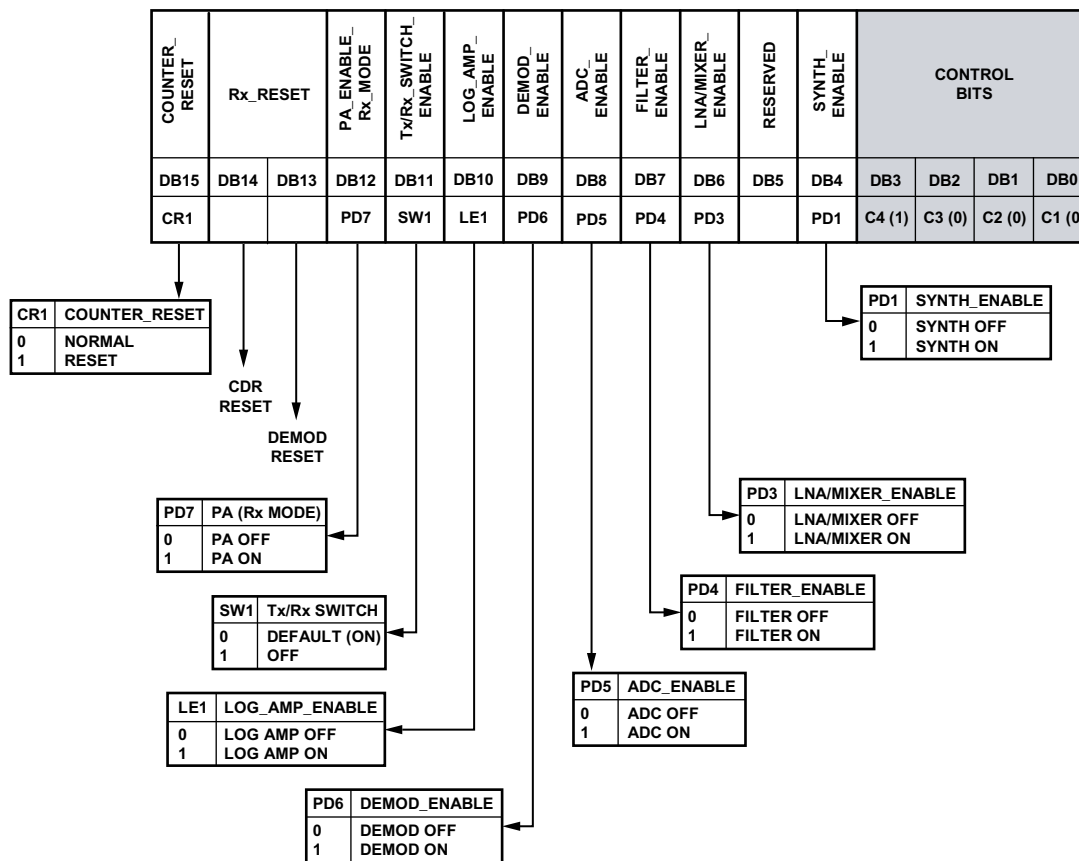 COUNTER_
RESET
Rx_RESET
PA_ENABLE_
Rx_MODE
Tx/Rx_SWITCH_
ENABLE
LOG_AMP_
ENABLE
DEMOD_
ENABLE
ADC_
ENABLE
FILTER_
ENABLE
LNA/MIXER_
ENABLE
RESERVED
SYNTH_
ENABLE
CONTROL
BITS
DB15 DB14 DB13 DB12 DB11 DB10 DB9 DB8 DB7 DB6 DB5 DB4 DB3 DB2 DB1 DB0
CR1 PD7 SW1 LE1 PD6 PD5 PD4 PD3 PD1 C4 (1) C3 (0) C2 (0) C1 (0
CR1 COUNTER_RESET
0 NORMAL
1 RESET
PD1 SYNTH_ENABLE
0 SYNTH OFF
1 SYNTH ON
CDR
RESET
DEMOD
RESET
PD7 PA (Rx MODE)
0 PA OFF
1 PA ON
PD3 LNA/MIXER_ENABLE
0 LNA/MIXER OFF
1 LNA/MIXER ON
SW1 Tx/Rx SWITCH
0 DEFAULT (ON)
1 OFF
PD4 FILTER_ENABLE
0 FILTER OFF
1 FILTER ON
LE1 LOG_AMP_ENABLE
0 LOG AMP OFF
1 LOG AMP ON
PD5 ADC_ENABLE
0 ADC OFF
1 ADC ON
PD6 DEMOD_ENABLE
0 DEMOD OFF
1 DEMOD ON